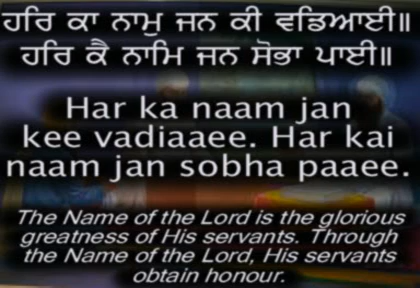 ਹਰਿ ਕਾ ਨਾਮੁ ਜਨ ਕੀ ਵਡਿਆਈ॥
ਹਰਿ ਕੈ ਨਾਮਿ ਜਨ ਸੋਭਾ ਪਾਈ॥
Har ka naam jan
kee vadiaaee. Har kai
naam jan sobha paaee.
The Name of the Lord is the glorious
greatness of His servants. Through
the Name of the Lord, His servants
obtain honour.